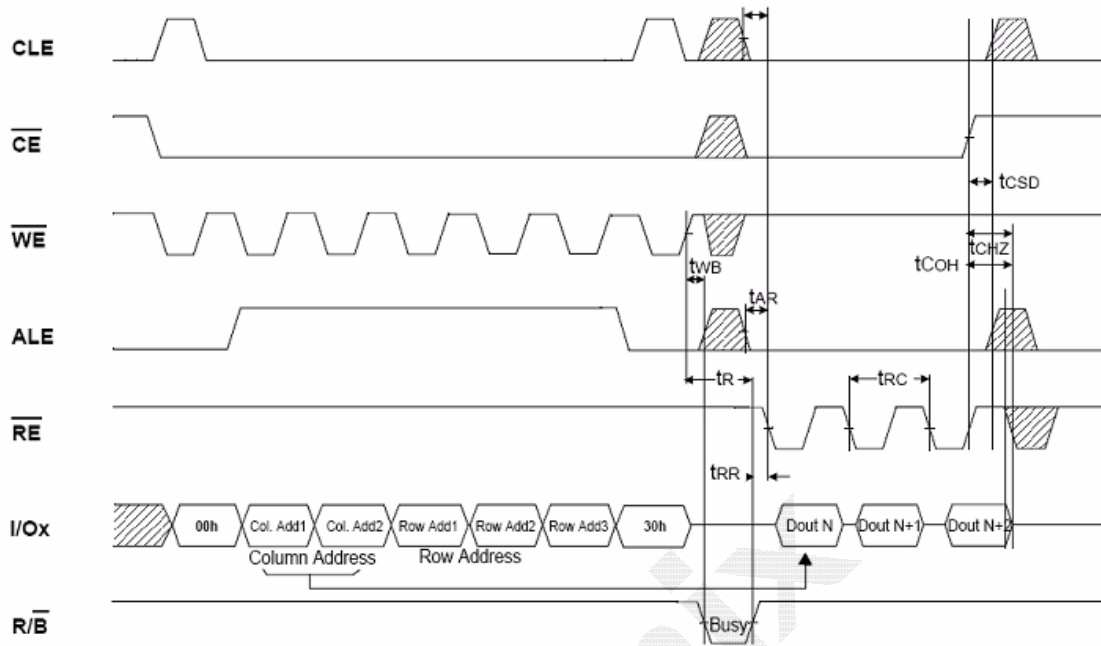 CLE
CE
tCSD
WE
tWB
tCHZ
tCOH
tAR
ALE
tR
tRC
RE
tRR
I/Ox
00h
Col. Add1
Col. Add2
Row Add1
Row Add2
Row Add3
30h
Dout N
Dout N+1
Dout N+2
Column Address
Row Address
R/B
Busy